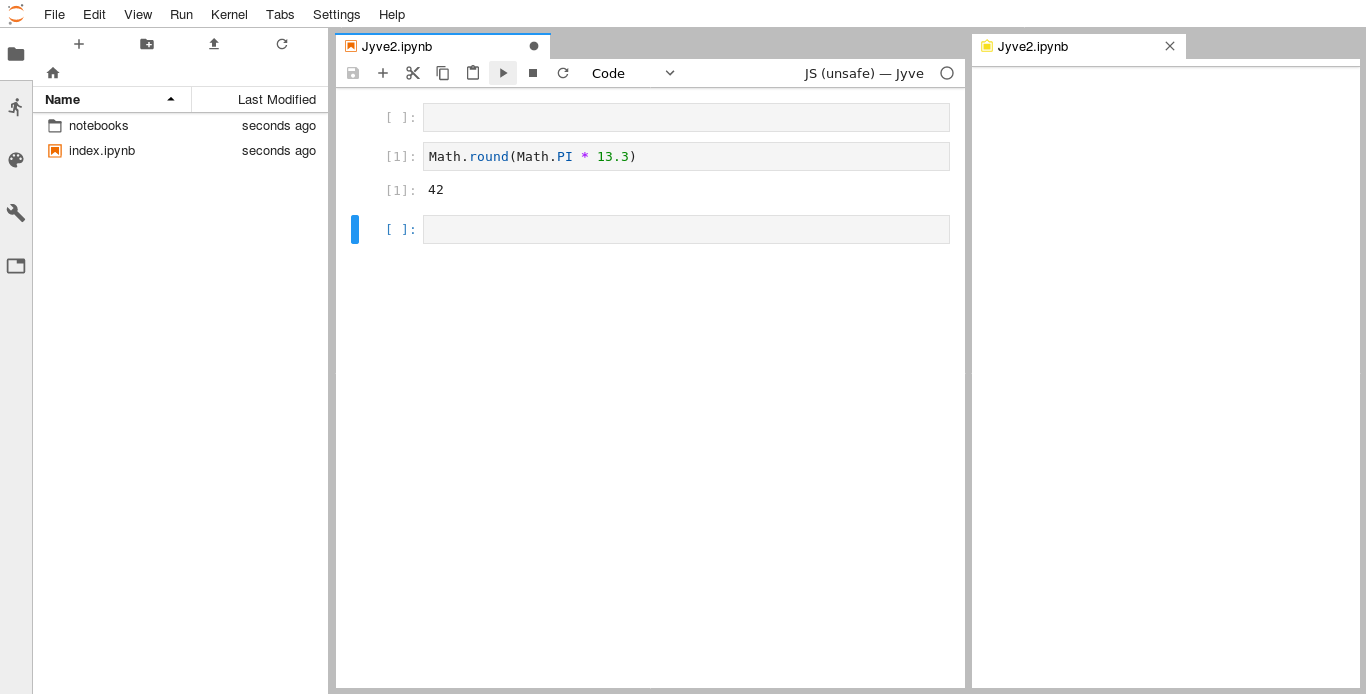 File Edit View Run Kernel Tabs Settings Help
Name Last Modified
notebooks seconds ago
index.ipynb seconds ago
Jyve2.ipynb
Code JS (unsafe) — Jyve
[ ]:
[1]: Math.round(Math.PI * 13.3)
[1]: 42
[ ]:
Jyve2.ipynb